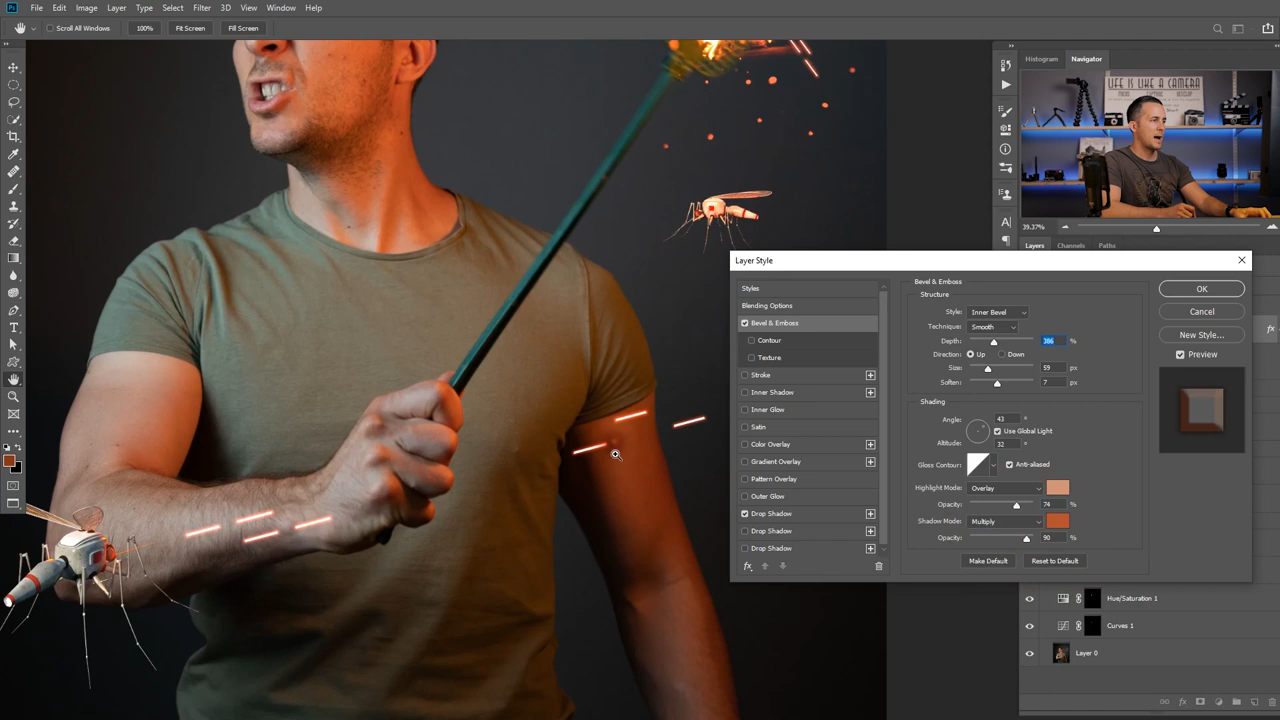 Ps File Edit Image Layer Type Select Filter 3D View Window Help
Scroll All Windows 100% Fit Screen Fill Screen
Histogram Navigator
LIFE IS LIKE A CAMERA
39.37%
Layers Channels Paths
Layer Style
Styles
Blending Options
Bevel & Emboss
Contour
Texture
Stroke
Inner Shadow
Inner Glow
Satin
Color Overlay
Gradient Overlay
Pattern Overlay
Outer Glow
Drop Shadow
Drop Shadow
Drop Shadow
fx
Bevel & Emboss
Structure
Style: Inner Bevel
Technique: Smooth
Depth: 386 %
Direction: Up Down
Size: 59 px
Soften: 7 px
Shading
Angle: 43 °
Use Global Light
Altitude: 32 °
Gloss Contour: Anti-aliased
Highlight Mode: Overlay
Opacity: 74 %
Shadow Mode: Multiply
Opacity: 90 %
Make Default Reset to Default
OK
Cancel
New Style...
Preview
fx
Hue/Saturation 1
Curves 1
Layer 0
fx